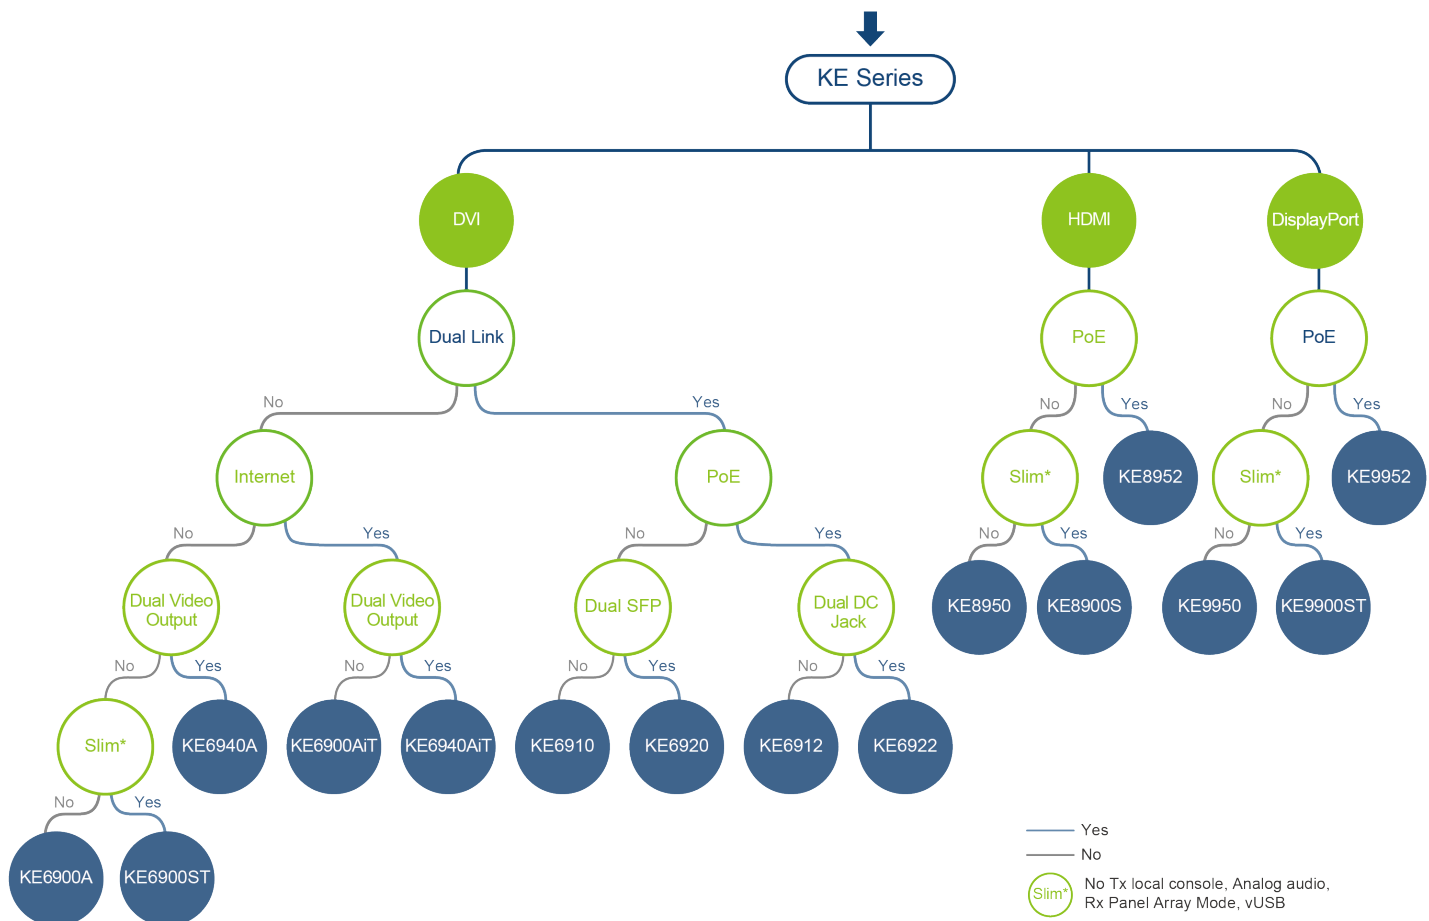 KE Series
DVI
HDMI
DisplayPort
Dual Link
PoE
PoE
No
Yes
No
Yes
No
Yes
Internet
PoE
Slim*
KE8952
Slim*
KE9952
No
Yes
No
Yes
No
Yes
No
Yes
Dual Video
Output
Dual Video
Output
Dual SFP
Dual DC
Jack
KE8950
KE8900S
KE9950
KE9900ST
No
Yes
No
Yes
No
Yes
No
Yes
Slim*
KE6940A
KE6900AiT
KE6940AiT
KE6910
KE6920
KE6912
KE6922
No
Yes
KE6900A
KE6900ST
Yes
No
Slim*
No Tx local console, Analog audio,
Rx Panel Array Mode, vUSB